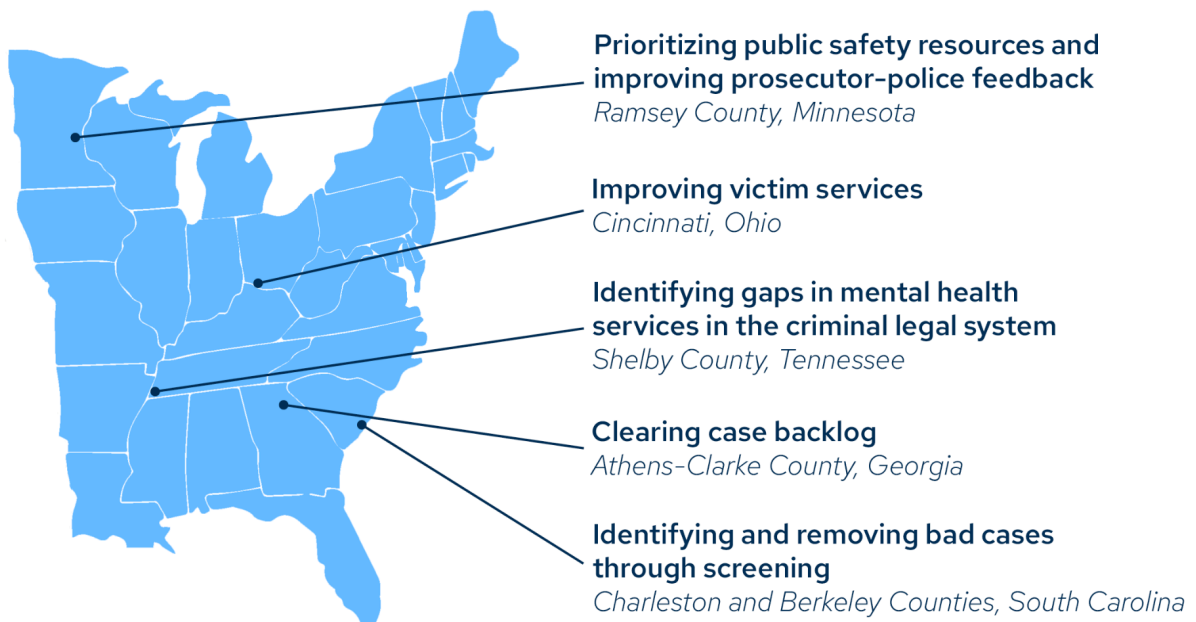 Prioritizing public safety resources and
improving prosecutor-police feedback
Ramsey County, Minnesota
Improving victim services
Cincinnati, Ohio
Identifying gaps in mental health
services in the criminal legal system
Shelby County, Tennessee
Clearing case backlog
Athens-Clarke County, Georgia
Identifying and removing bad cases
through screening
Charleston and Berkeley Counties, South Carolina